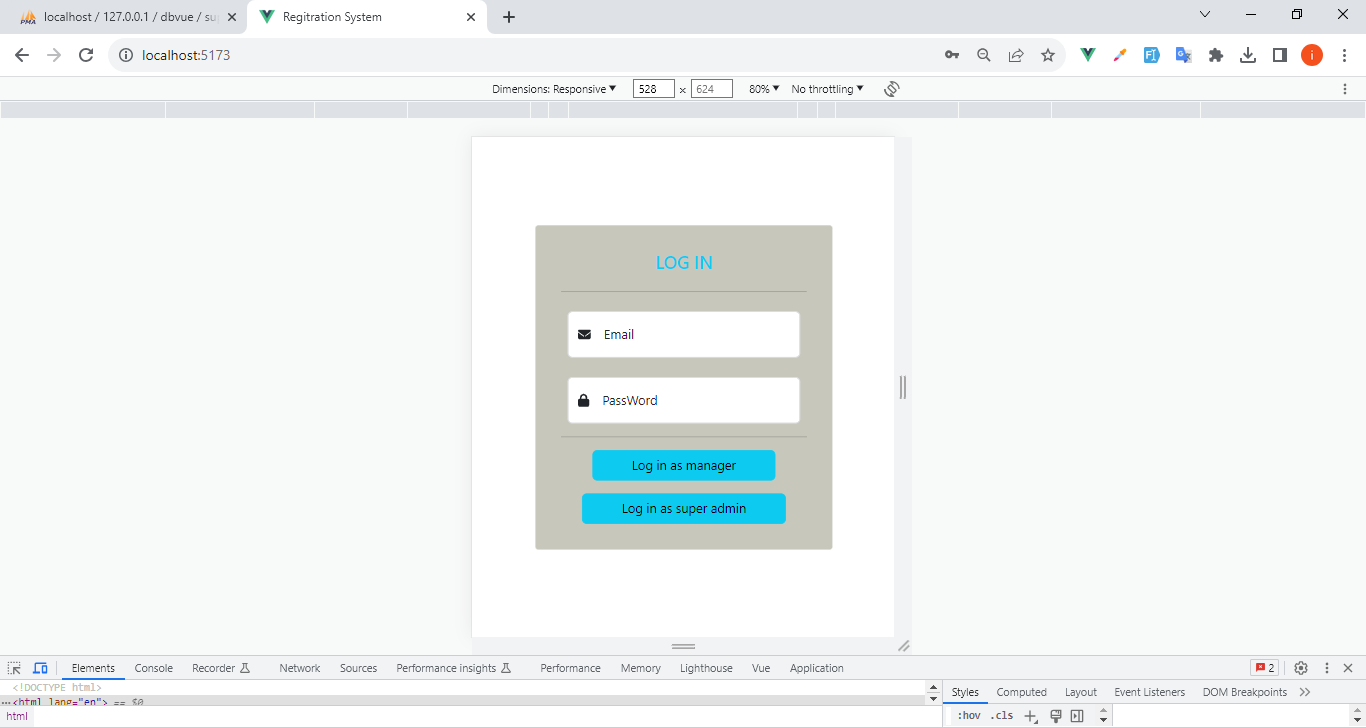 localhost / 127.0.0.1 / dbvue / su
Regitration System
localhost:5173
Dimensions: Responsive 528 × 624 80% No throttling
LOG IN
Email
PassWord
Log in as manager
Log in as super admin
Elements Console Recorder Network Sources Performance insights Performance Memory Lighthouse Vue Application 2
<!DOCTYPE html>
<html lang="en"> == $0
html
Styles Computed Layout Event Listeners DOM Breakpoints
:hov .cls